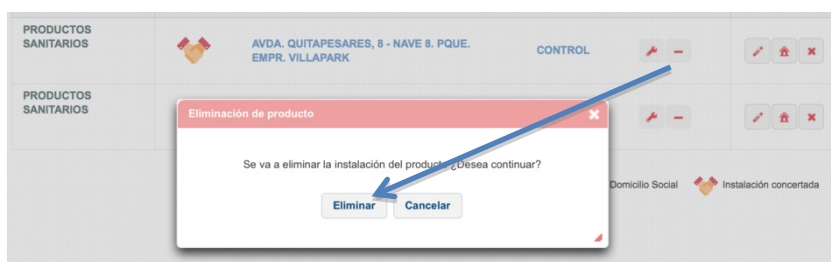 PRODUCTOS
SANITARIOS
AVDA. QUITAPESARES, 8 - NAVE 8. PQUE.
EMPR. VILLAPARK
CONTROL
PRODUCTOS
SANITARIOS
Eliminación de producto
Se va a eliminar la instalación del producto ¿Desea continuar?
Eliminar
Cancelar
Domicilio Social
Instalación concertada